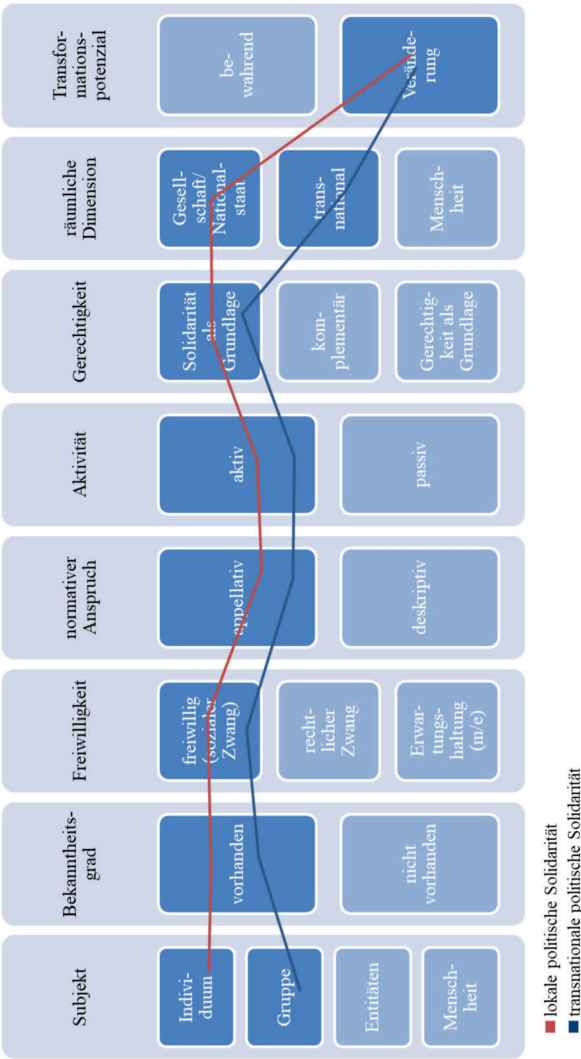 Subjekt
Indivi-
duum
Gruppe
Entitäten
Mensch-
heit
Bekanntheits-
grad
vorhanden
nicht
vorhanden
Freiwilligkeit
freiwillig
(sozialer
Zwang)
recht-
licher
Zwang
Erwar-
tungs-
haltung
(m/e)
normativer
Anspruch
appellativ
deskriptiv
Aktivität
aktiv
passiv
Gerechtigkeit
Solidarität
als
Grundlage
kom-
plementär
Gerechtig-
keit als
Grundlage
räumliche
Dimension
Gesell-
schaft/
National-
staat
trans-
national
Mensch-
heit
Transfor-
mations-
potenzial
be-
wahrend
Verände-
rung
lokale politische Solidarität
transnationale politische Solidarität